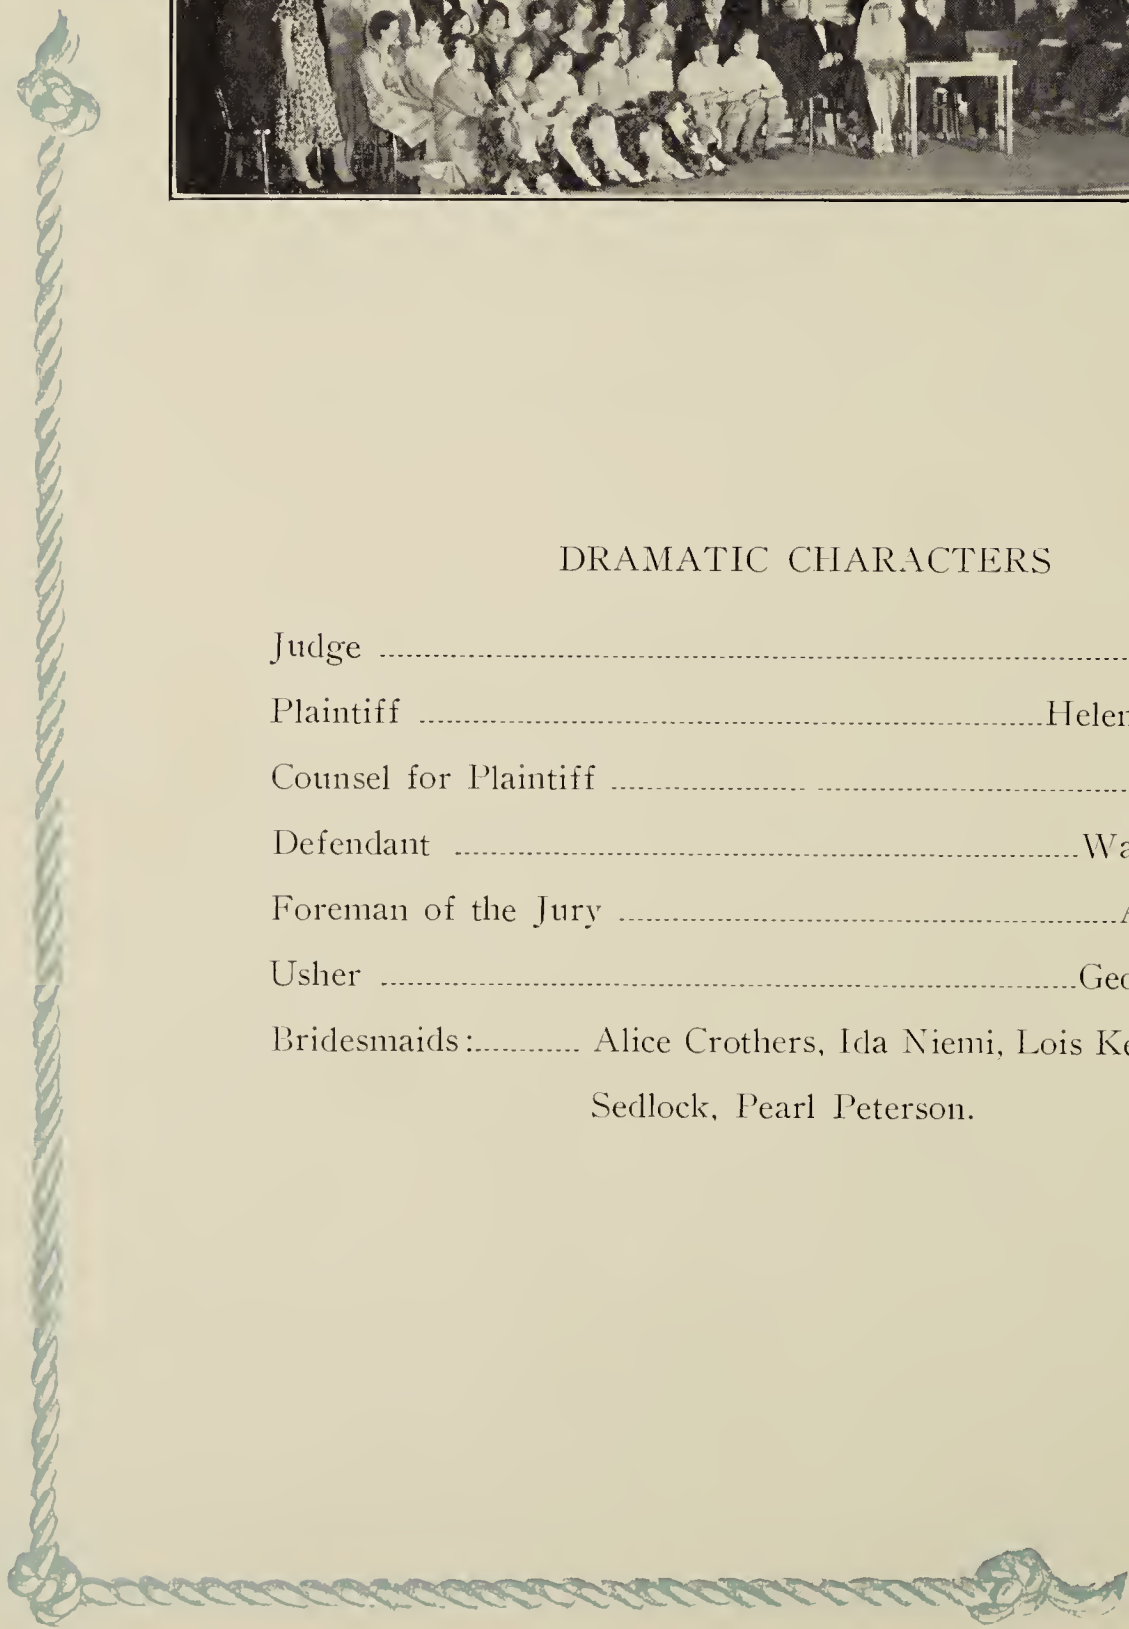 DRAMATIC CHARACTERS
Judge
Plaintiff Helen
Counsel for Plaintiff
Defendant
Foreman of the Jury
Usher
Bridesmaids: Alice Crothers, Ida Niemi, Lois
Sedlock, Pearl Peterson.